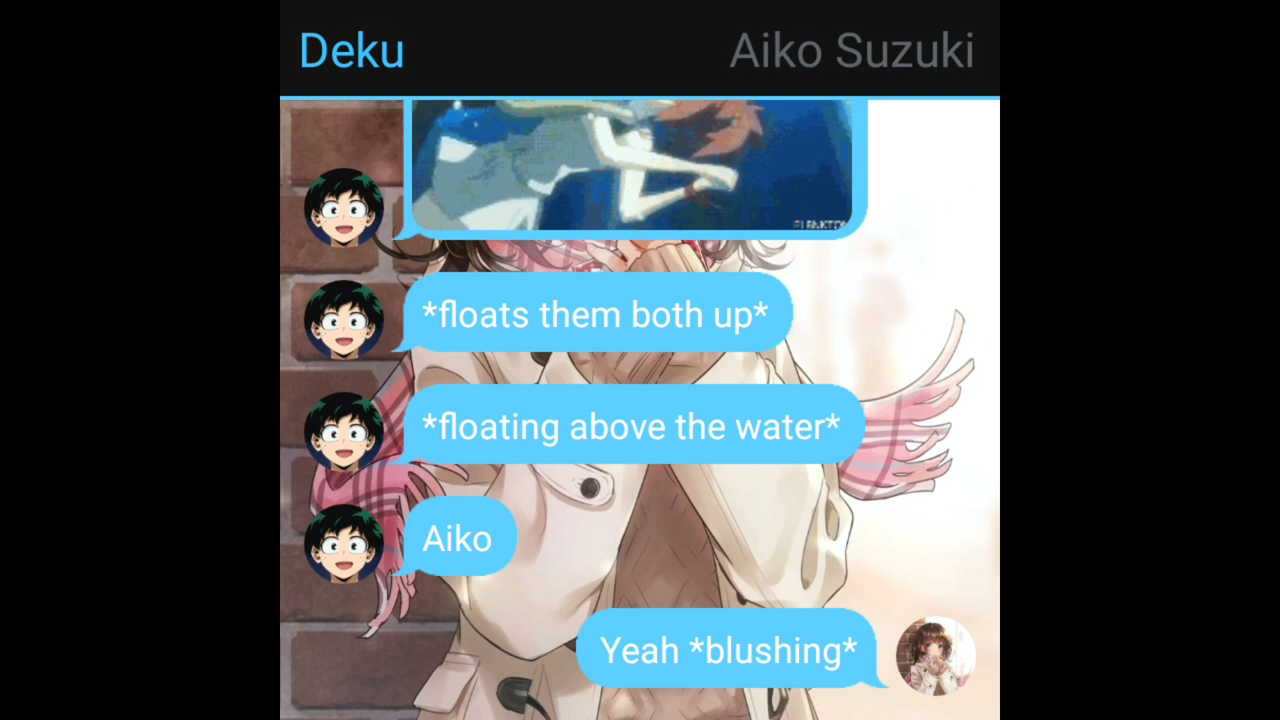 Deku
Aiko Suzuki
*floats them both up*
*floating above the water*
Aiko
Yeah *blushing*